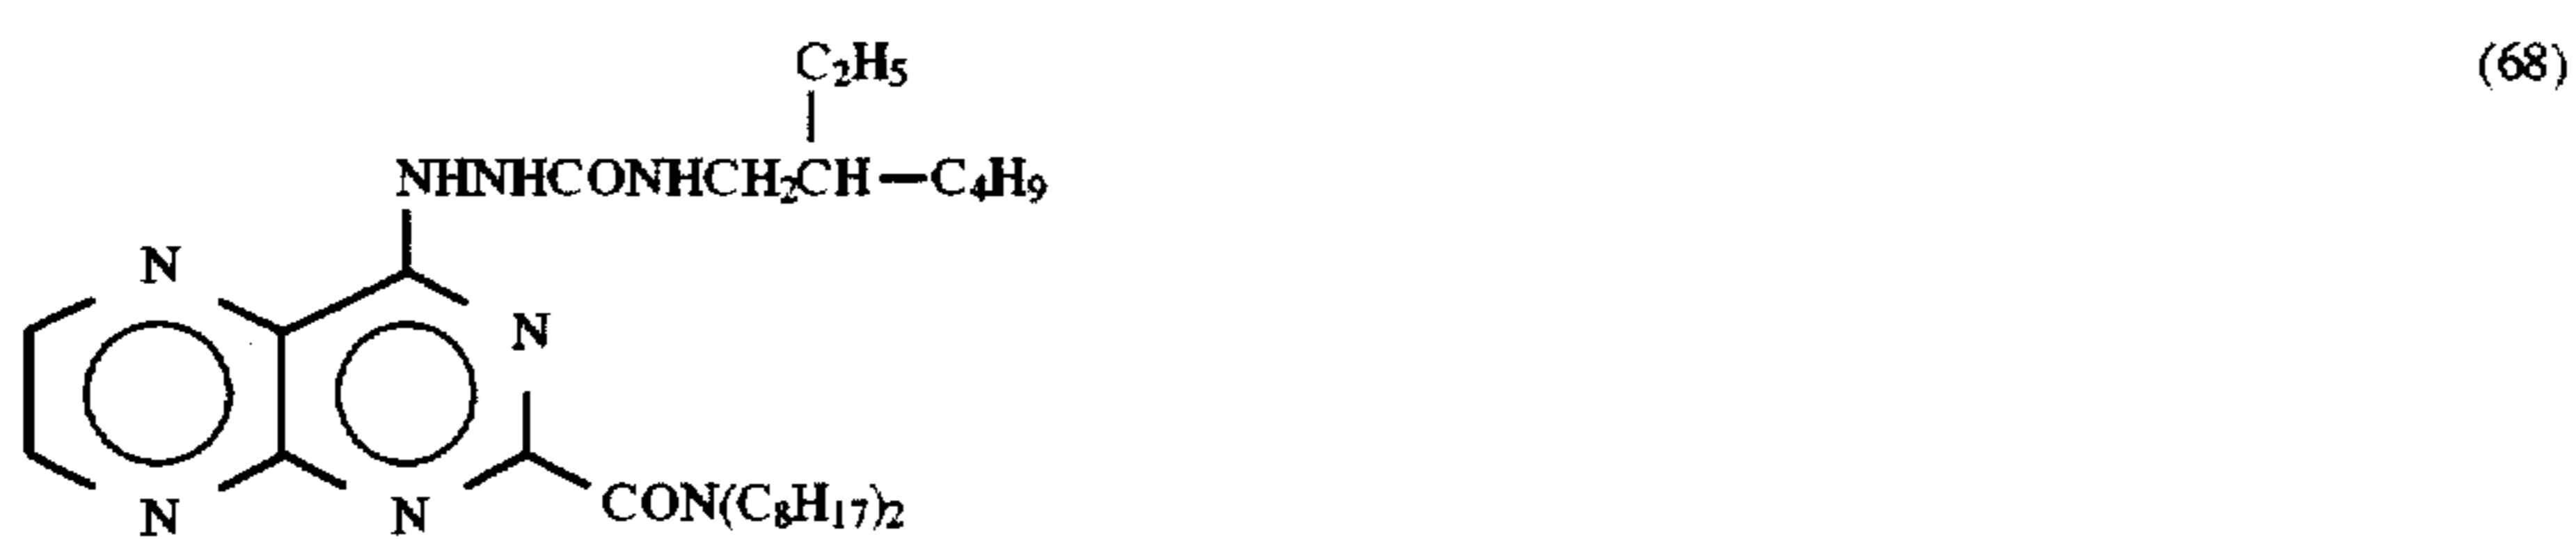 C₂H₅ (68)
NHNHCONHCH₂CH—C₄H₉
N
N
N N CON(C₈H₁₇)₂